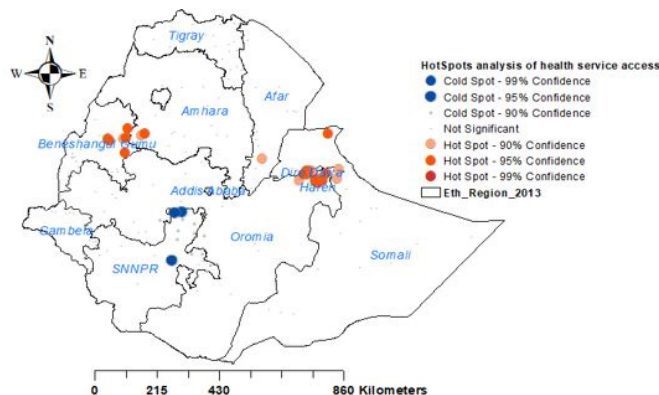 N
W E
S
Tigray
Afar
Amhara
Beneshangul Gumu
Dire Dawa
Harer
Addis Ababa
Gambela
Oromia
Somali
SNNPR
0 215 430 860 Kilometers
HotSpots analysis of health service access
Cold Spot - 99% Confidence
Cold Spot - 95% Confidence
Cold Spot - 90% Confidence
Not Significant
Hot Spot - 90% Confidence
Hot Spot - 95% Confidence
Hot Spot - 99% Confidence
Eth_Region_2013